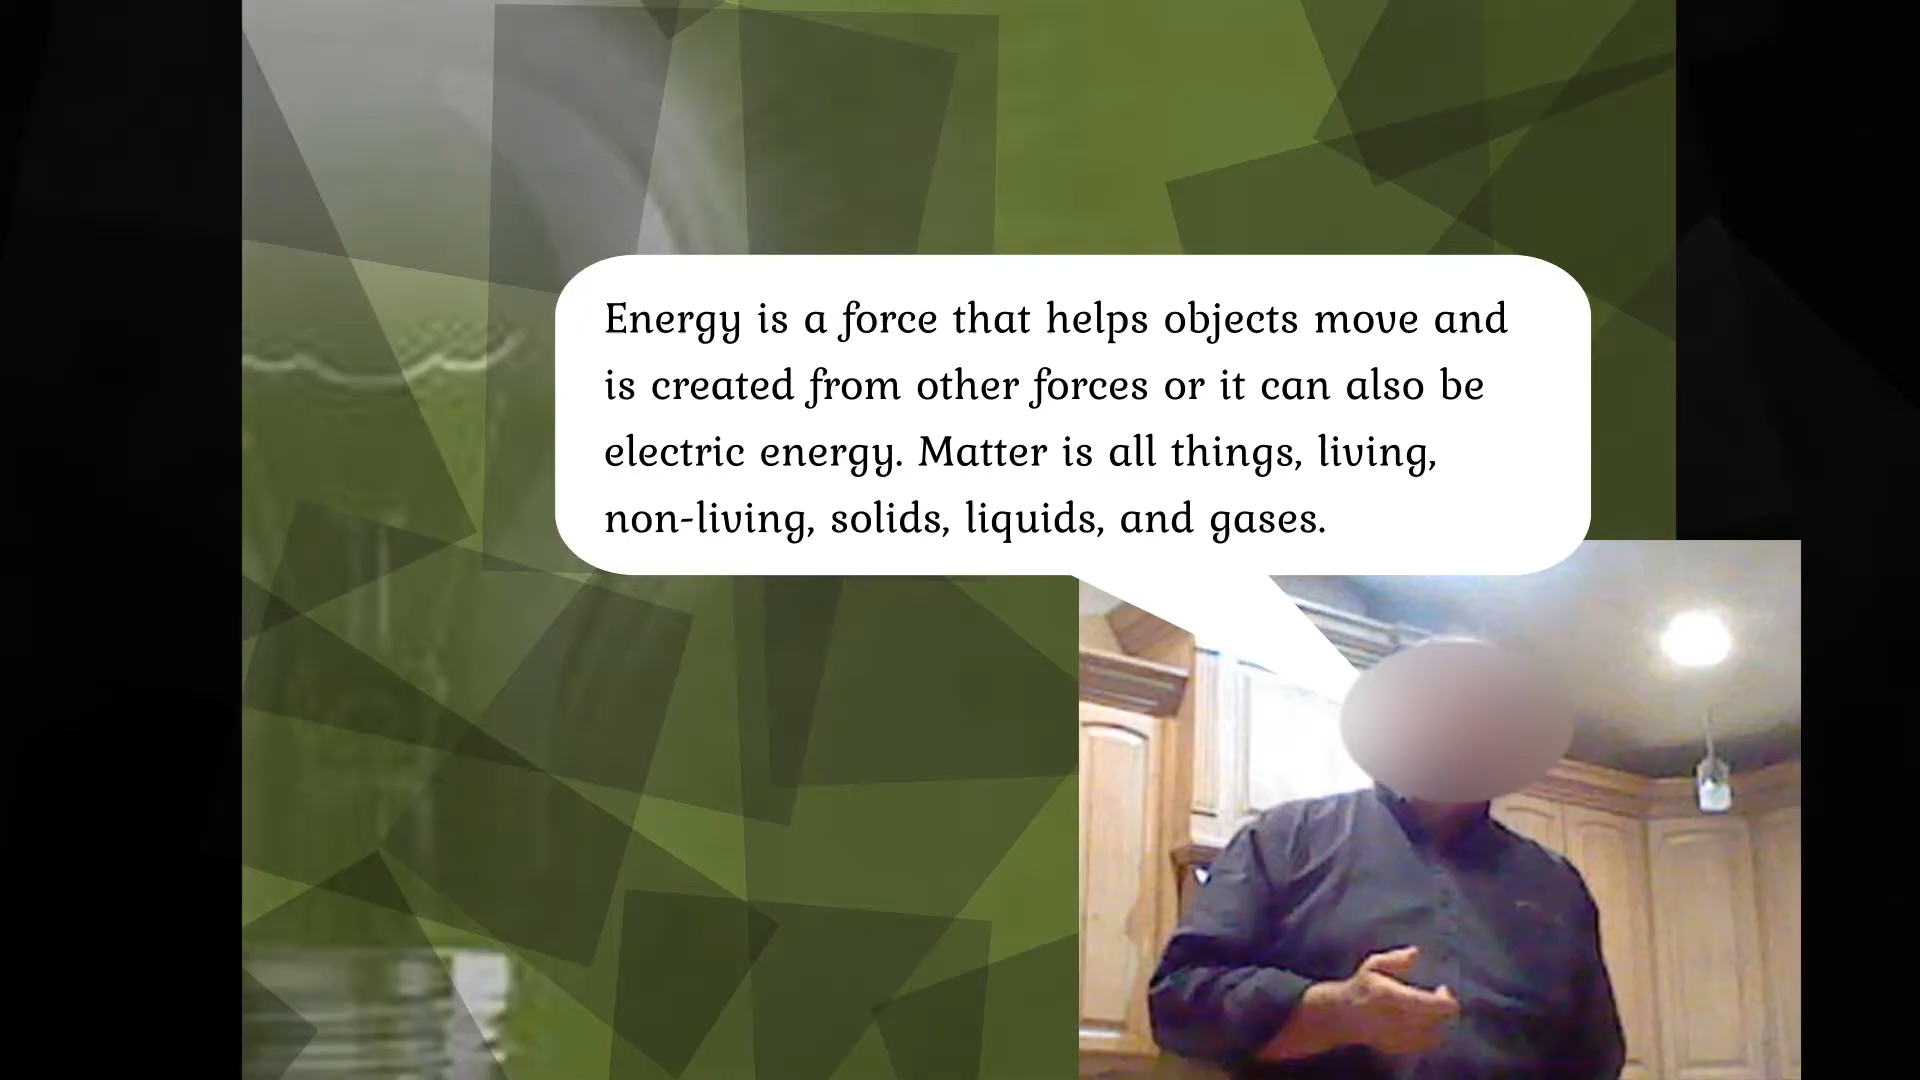 Energy is a force that helps objects move and
is created from other forces or it can also be
electric energy. Matter is all things, living,
non-living, solids, liquids, and gases.